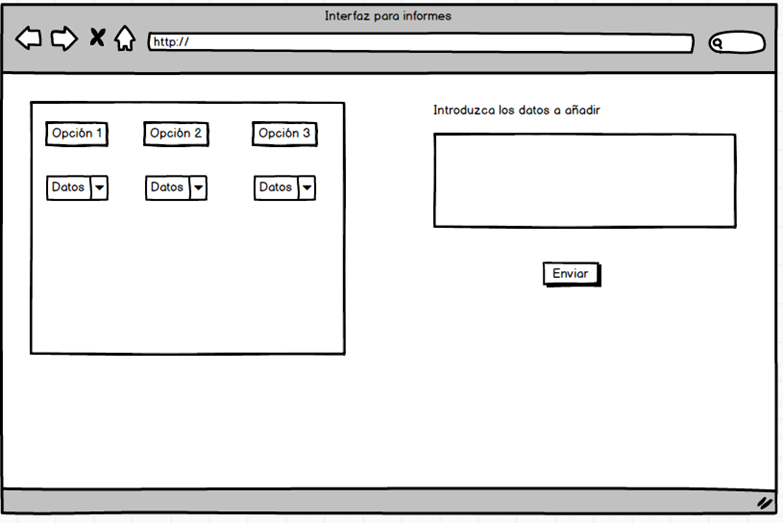 Interfaz para informes
http://
Opción 1 Opción 2 Opción 3
Datos Datos Datos
Introduzca los datos a añadir
Enviar